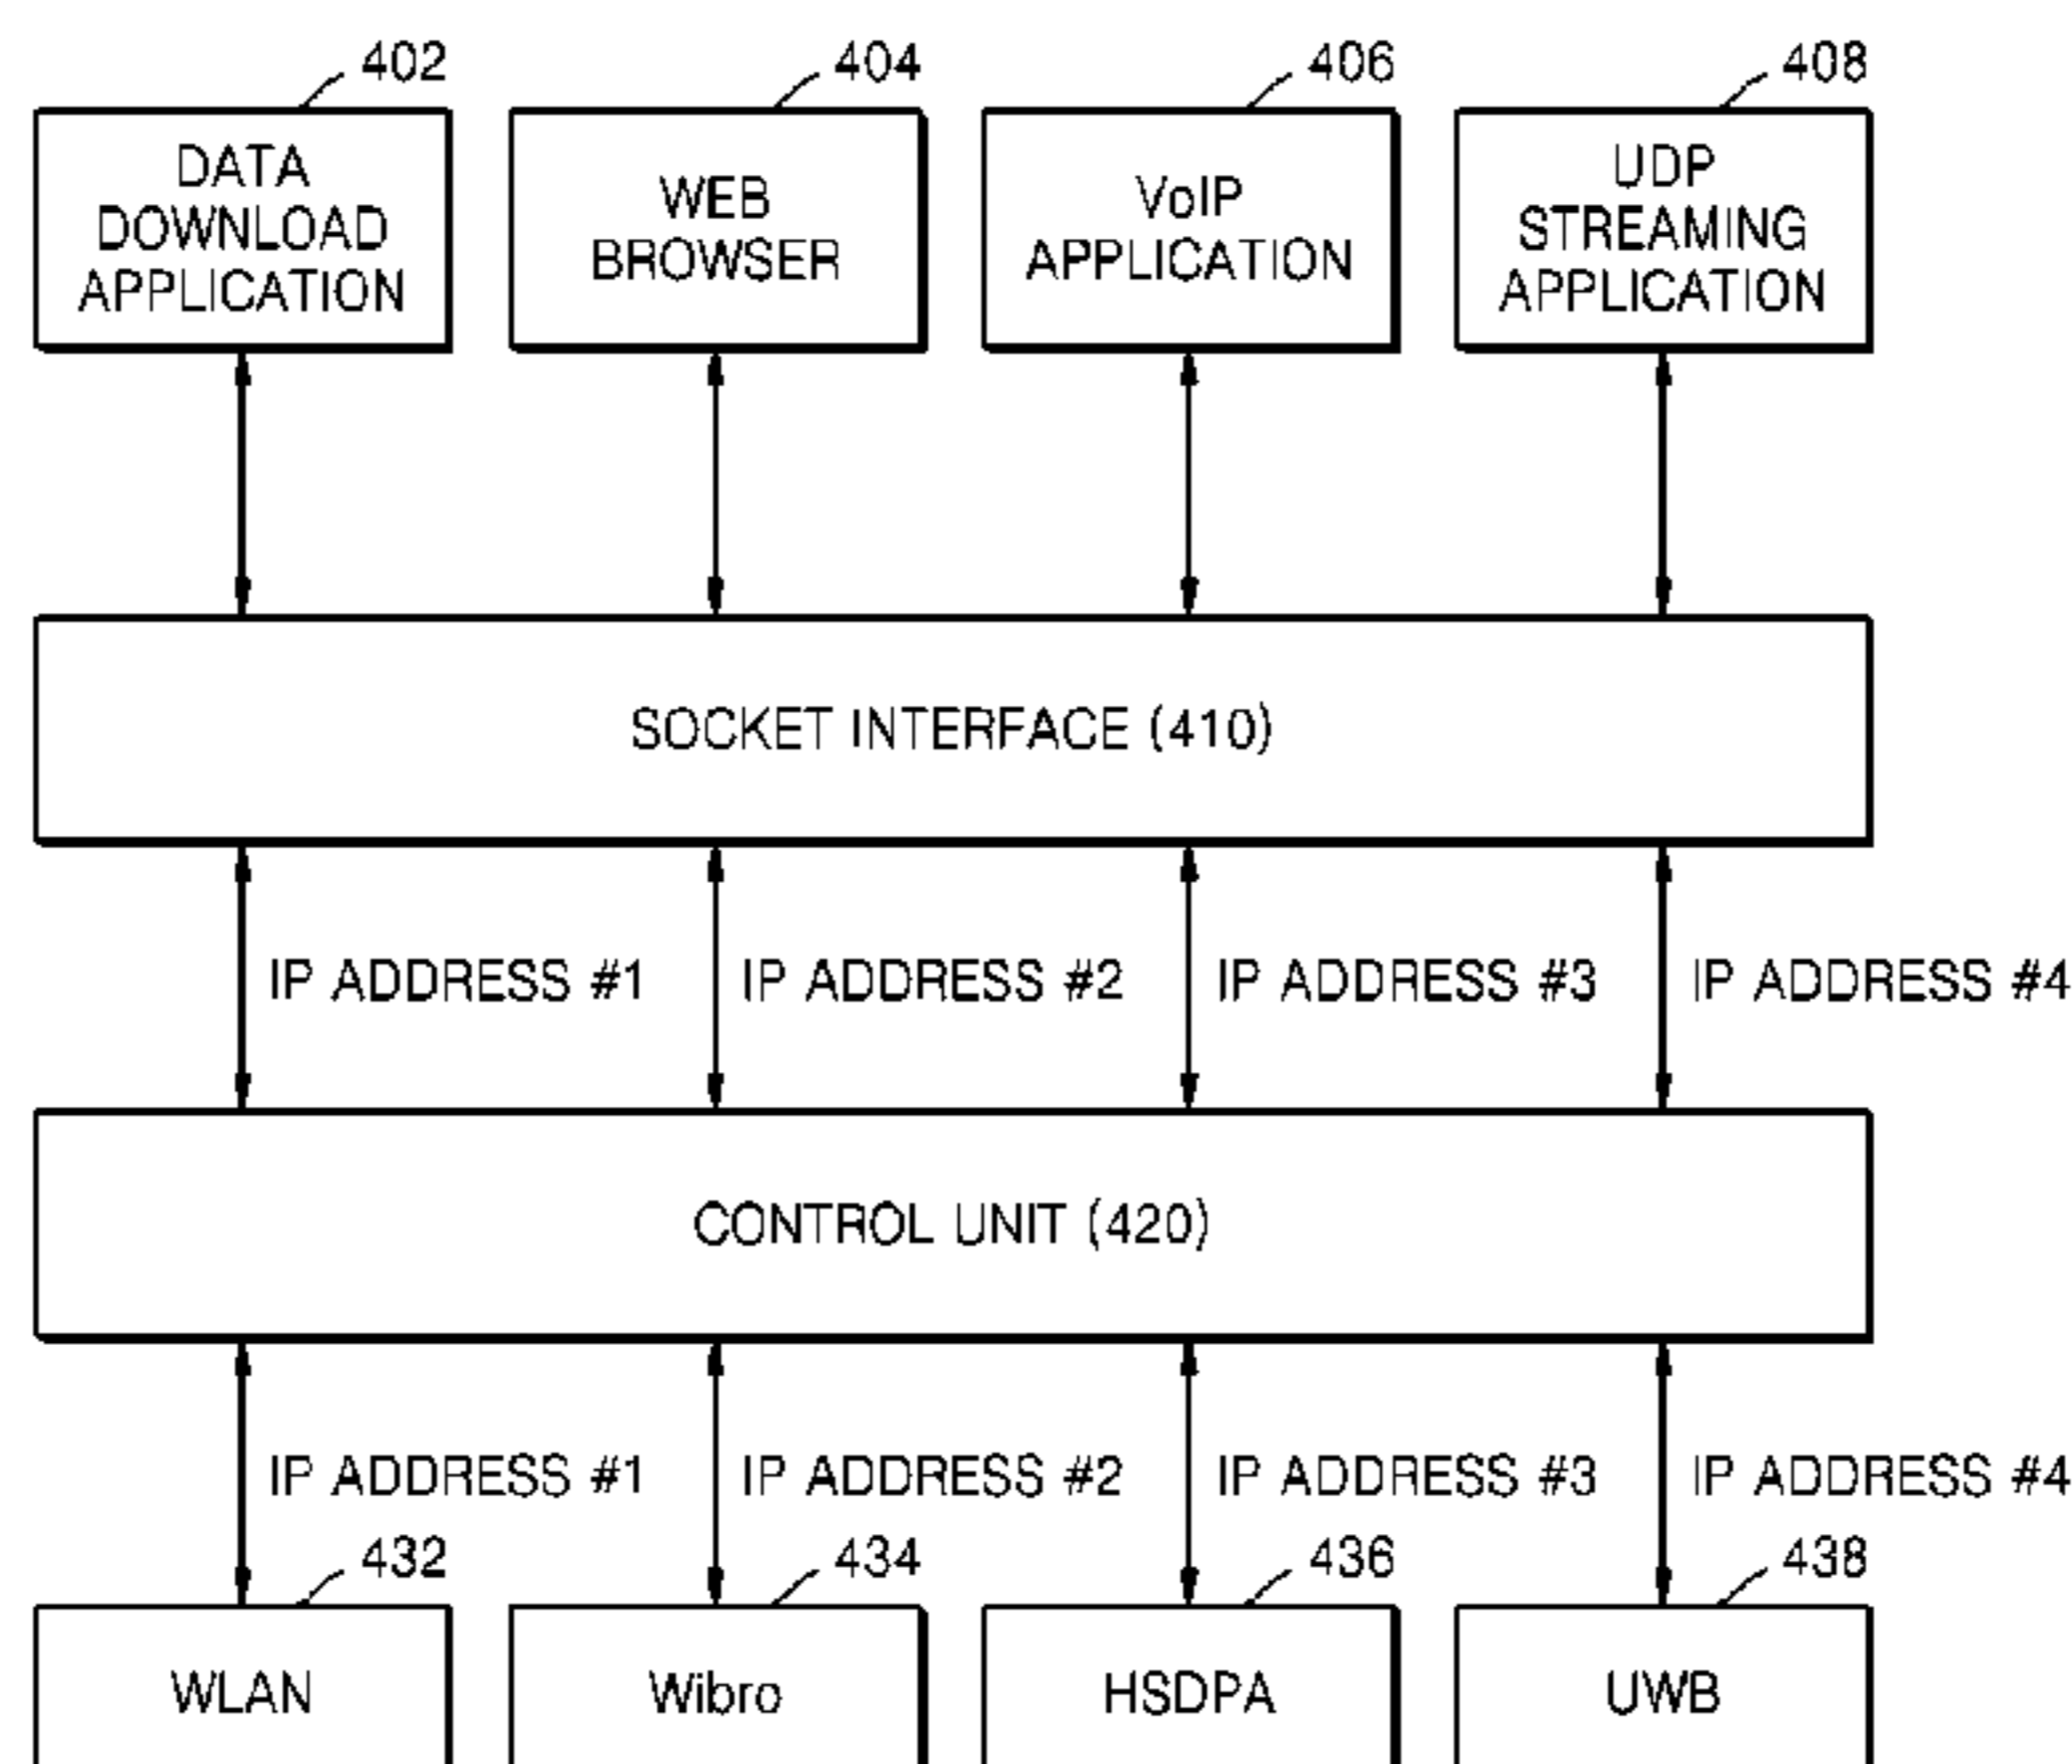 402
404
406
408
DATA
DOWNLOAD
APPLICATION
WEB
BROWSER
VoIP
APPLICATION
UDP
STREAMING
APPLICATION
SOCKET INTERFACE (410)
IP ADDRESS #1
IP ADDRESS #2
IP ADDRESS #3
IP ADDRESS #4
CONTROL UNIT (420)
IP ADDRESS #1
IP ADDRESS #2
IP ADDRESS #3
IP ADDRESS #4
432
434
436
438
WLAN
Wibro
HSDPA
UWB